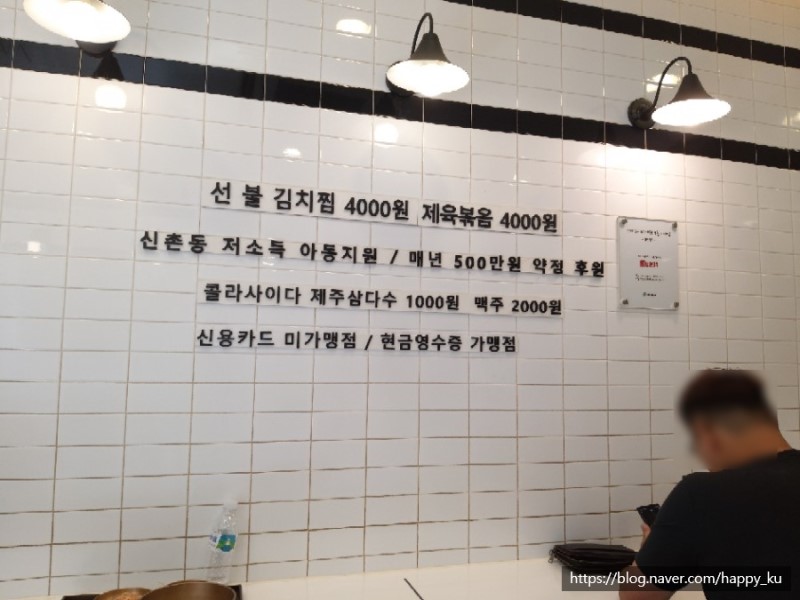 선 불 김치찜 4000원 제육볶음 4000원
신촌동 저소득 아동지원 / 매년 500만원 약정 후원
콜라사이다 제주삼다수 1000원 맥주 2000원
신용카드 미가맹점 / 현금영수증 가맹점
https://blog.naver.com/happy_ku